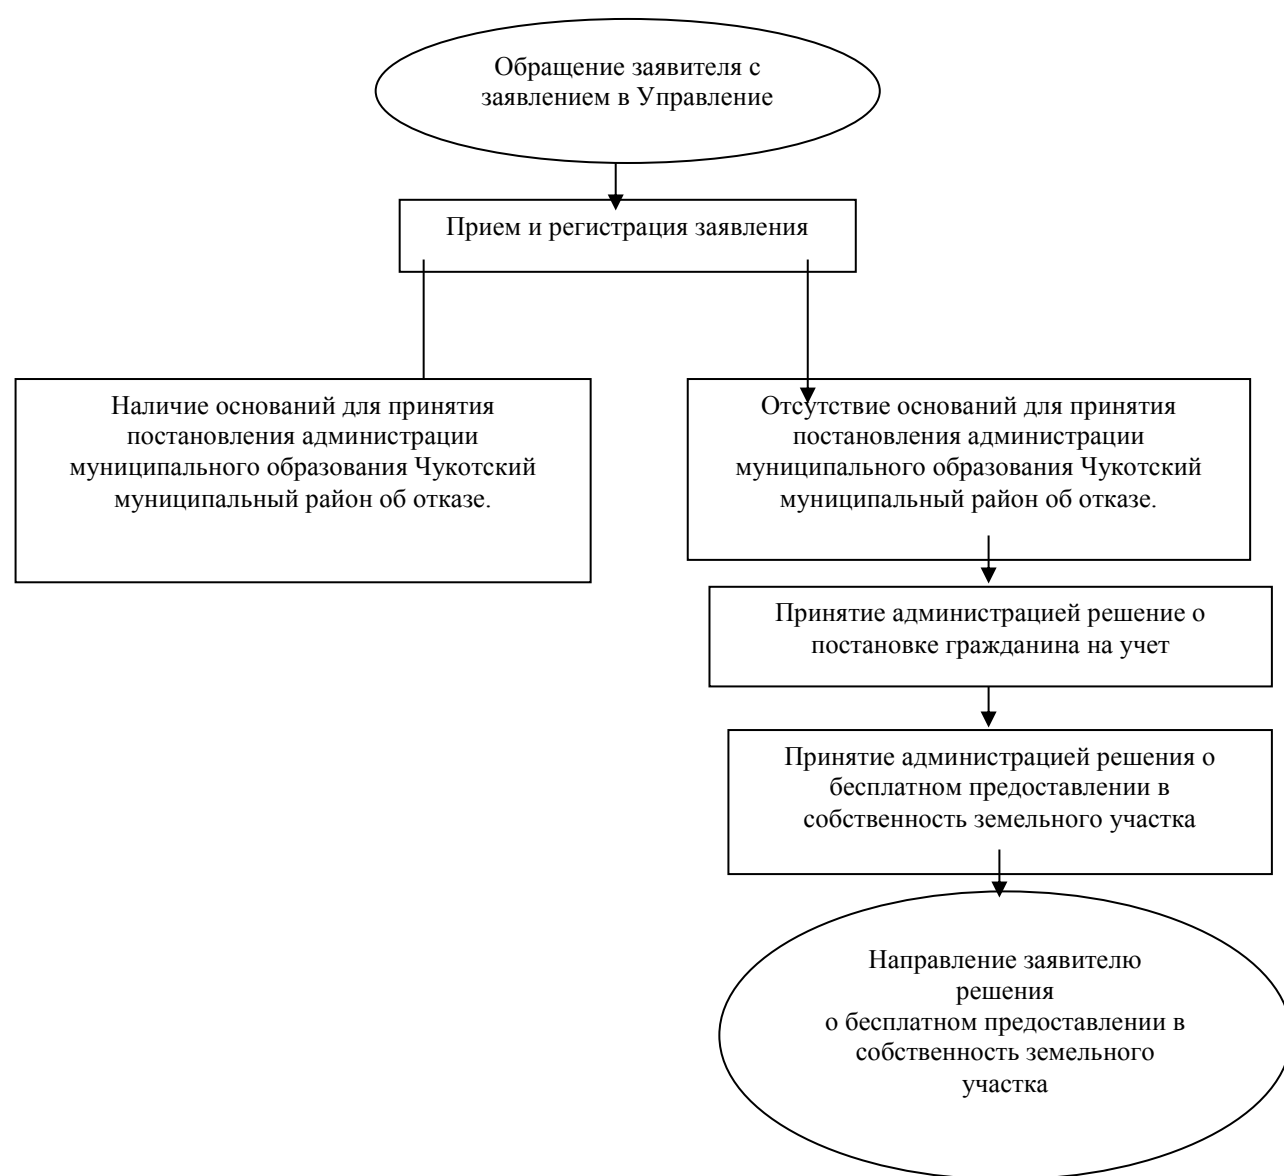 Обращение заявителя с
заявлением в Управление
Прием и регистрация заявления
Наличие оснований для принятия
постановления администрации
муниципального образования Чукотский
муниципальный район об отказе.
Отсутствие оснований для принятия
постановления администрации
муниципального образования Чукотский
муниципальный район об отказе.
Принятие администрацией решение о
постановке гражданина на учет
Принятие администрацией решения о
бесплатном предоставлении в
собственность земельного участка
Направление заявителю
решения
о бесплатном предоставлении в
собственность земельного
участка